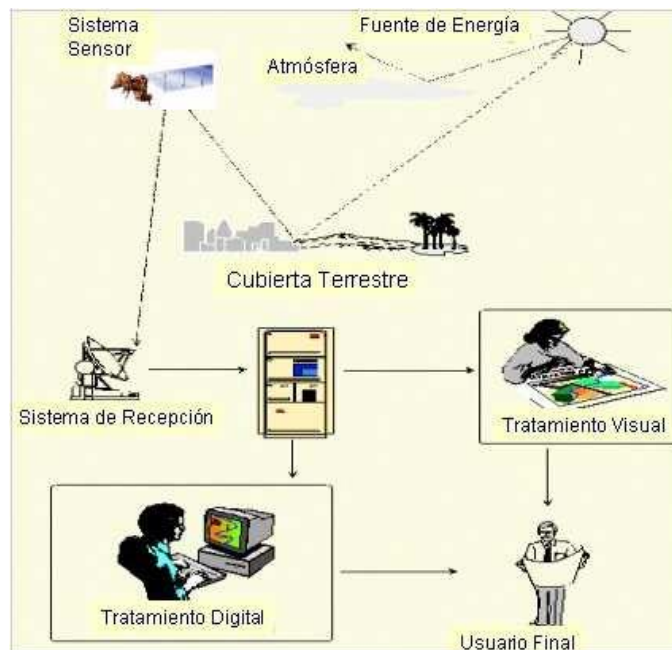 Sistema
Sensor
Fuente de Energía
Atmósfera
Cubierta Terrestre
Sistema de Recepción
Tratamiento Visual
Tratamiento Digital
Usuario Final